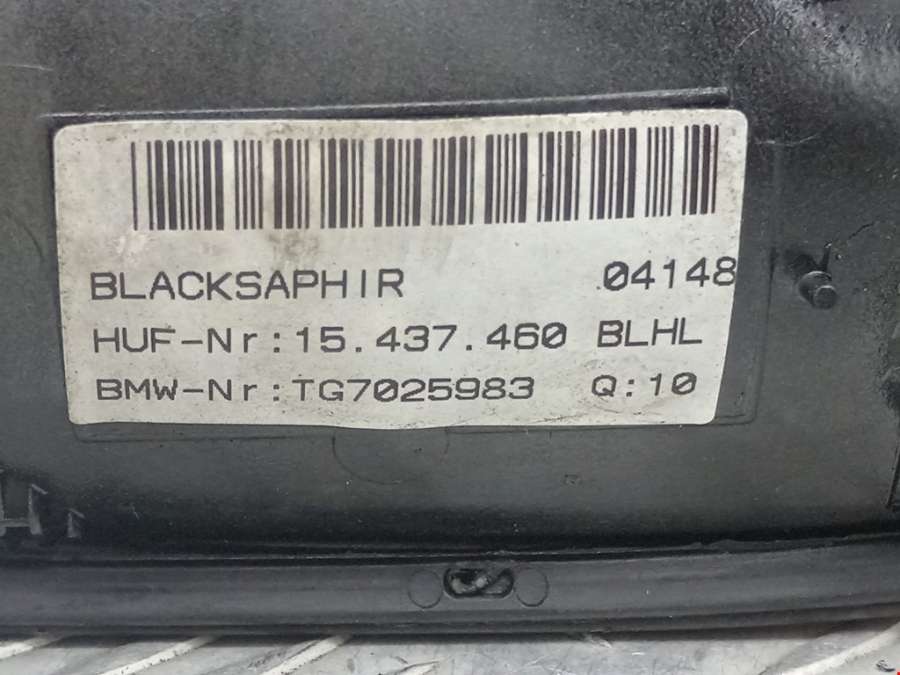 BLACKSAPHIR 04148
HUF-Nr:15.437.460 BLHL
BMW-Nr:TG7025983 Q:10